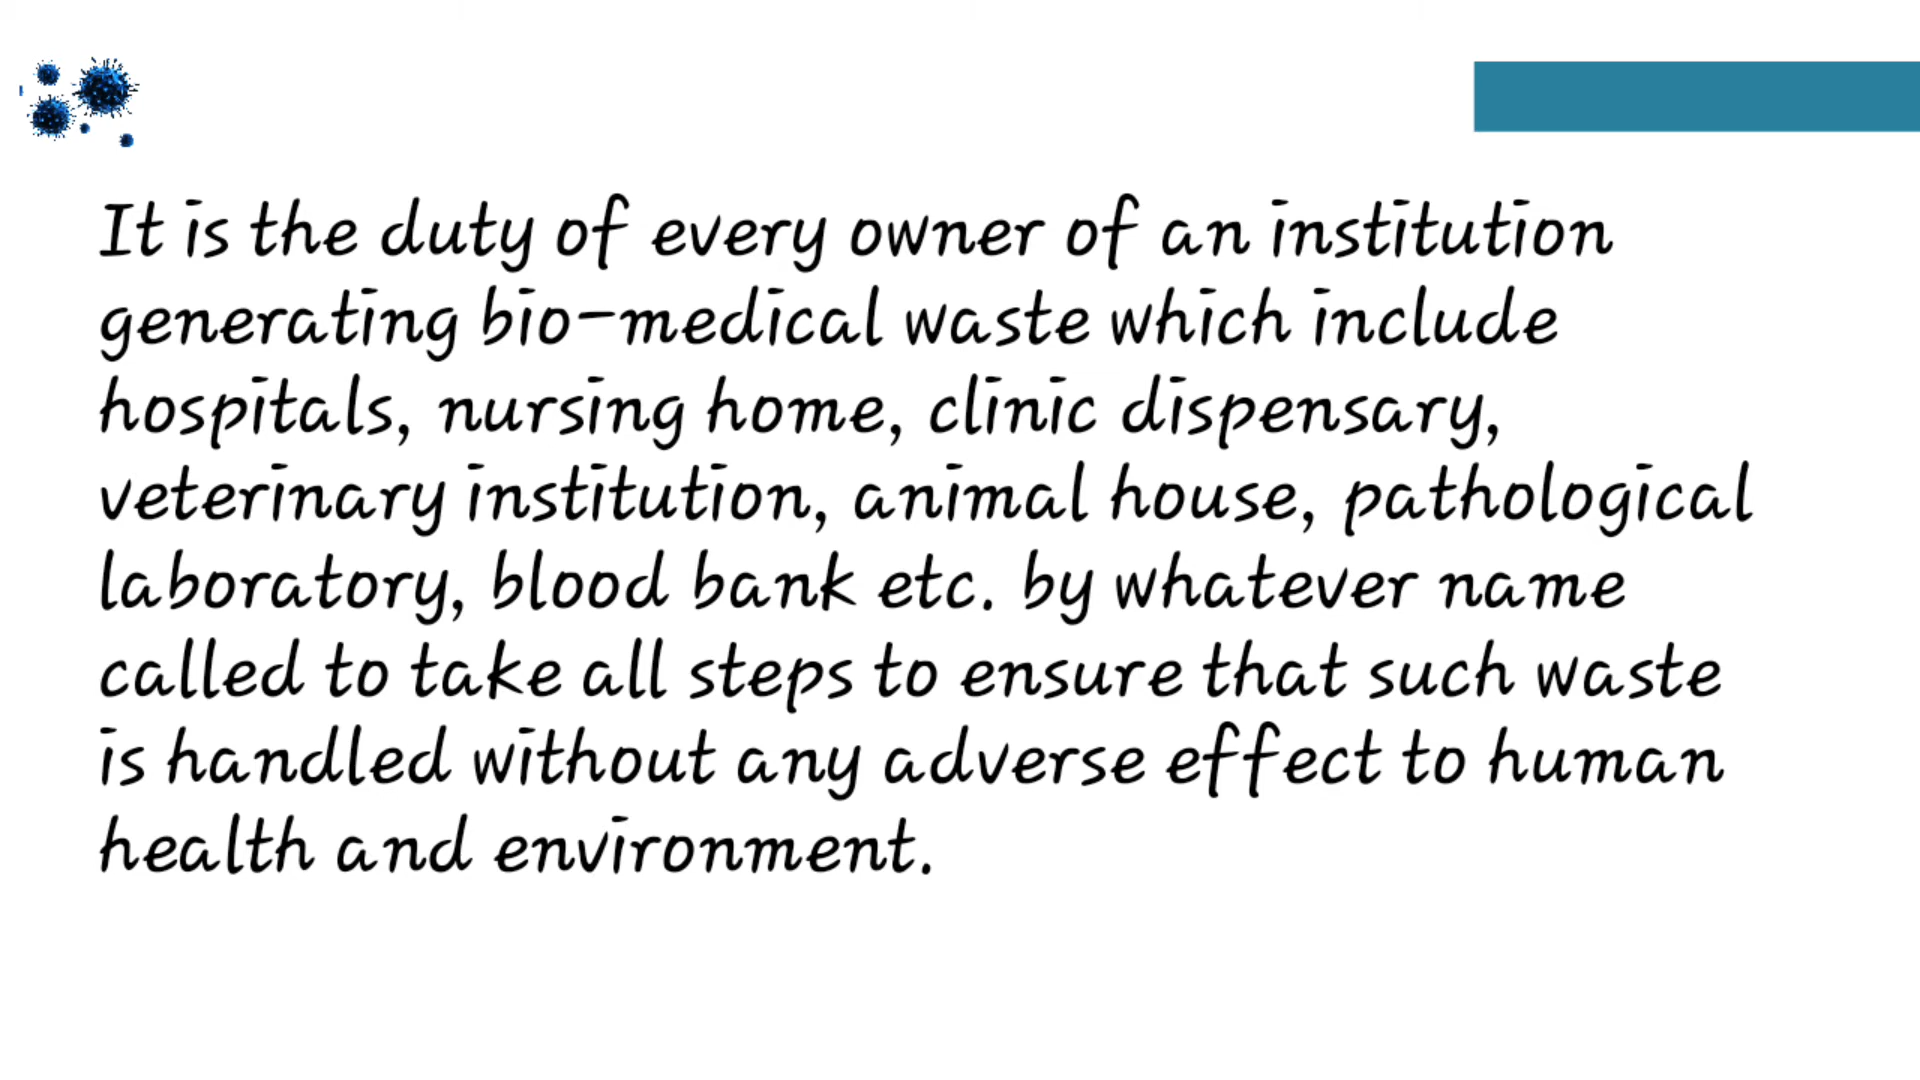 It is the duty of every owner of an institution
generating bio-medical waste which include
hospitals, nursing home, clinic dispensary,
veterinary institution, animal house, pathological
laboratory, blood bank etc. by whatever name
called to take all steps to ensure that such waste
is handled without any adverse effect to human
health and environment.